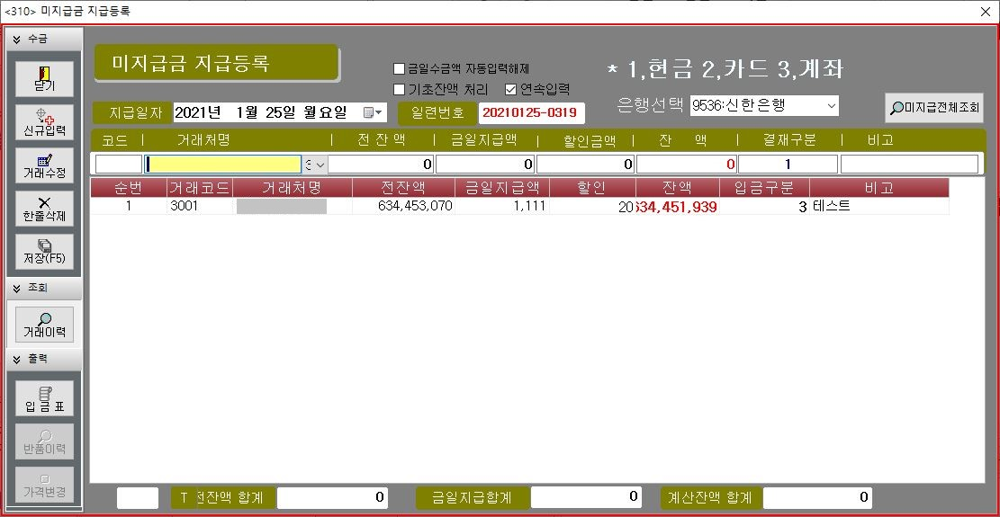 <310> 미지급금 지급등록
수금
닫기
신규입력
거래수정
한줄삭제
저장(F5)
조회
거래이력
출력
입 금 표
반품이력
가격변경
미지급금 지급등록
금일수금액 자동입력해제
기초잔액 처리 연속입력
* 1,현금 2,카드 3,계좌
지급일자 2021년 1월 25일 월요일 일련번호 20210125-0319 은행선택 9536:신한은행 미지급전체조회
코드 | 거래처명 | 전 잔 액 | 금일지급액 | 할인금액 | 잔 액 | 결재구분 | 비고
0 0 0 0 1
순번 거래코드 거래처명 전잔액 금일지급액 할인 잔액 입금구분 비고
1 3001 634,453,070 1,111 20 634,451,939 3 테스트
T 전잔액 합계 0 금일지급합계 0 계산잔액 합계 0